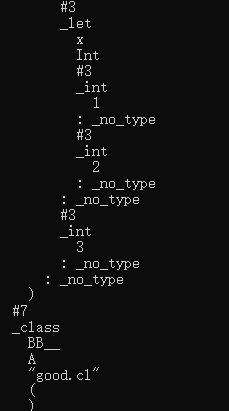 #3
_let
x
Int
#3
_int
1
: _no_type
#3
_int
2
: _no_type
: _no_type
#3
_int
3
: _no_type
: _no_type
)
#7
_class
BB__
A
"good.cl"
(
)